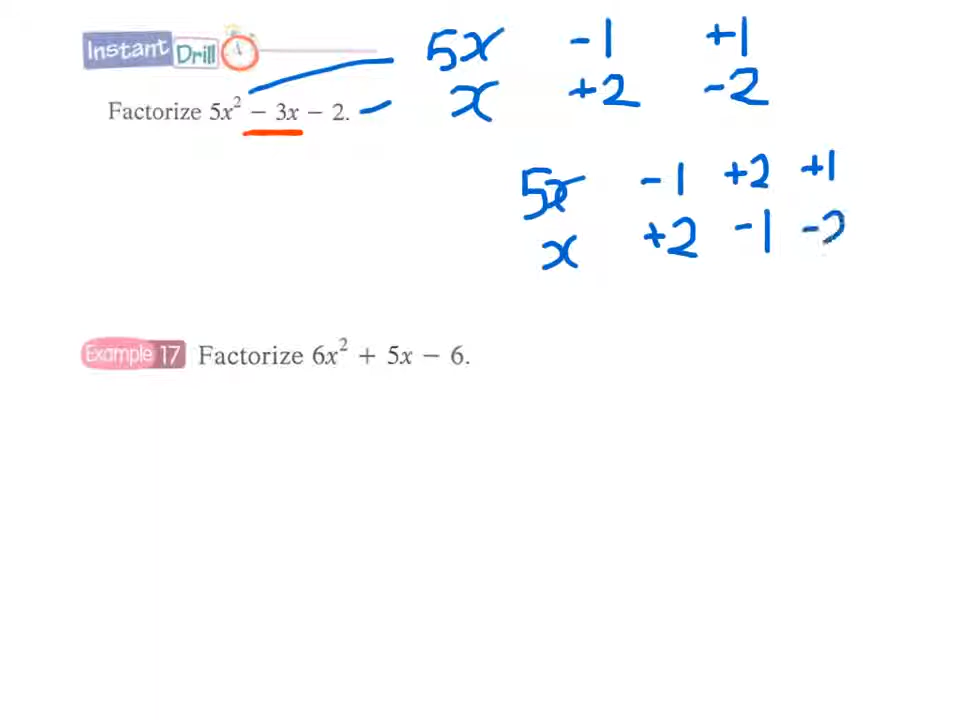 Instant Drill
5x -1 +1
Factorize 5x² − 3x − 2.
x +2 -2
5x -1 +2 +1
x +2 -1 -2
Example 17 Factorize 6x² + 5x − 6.